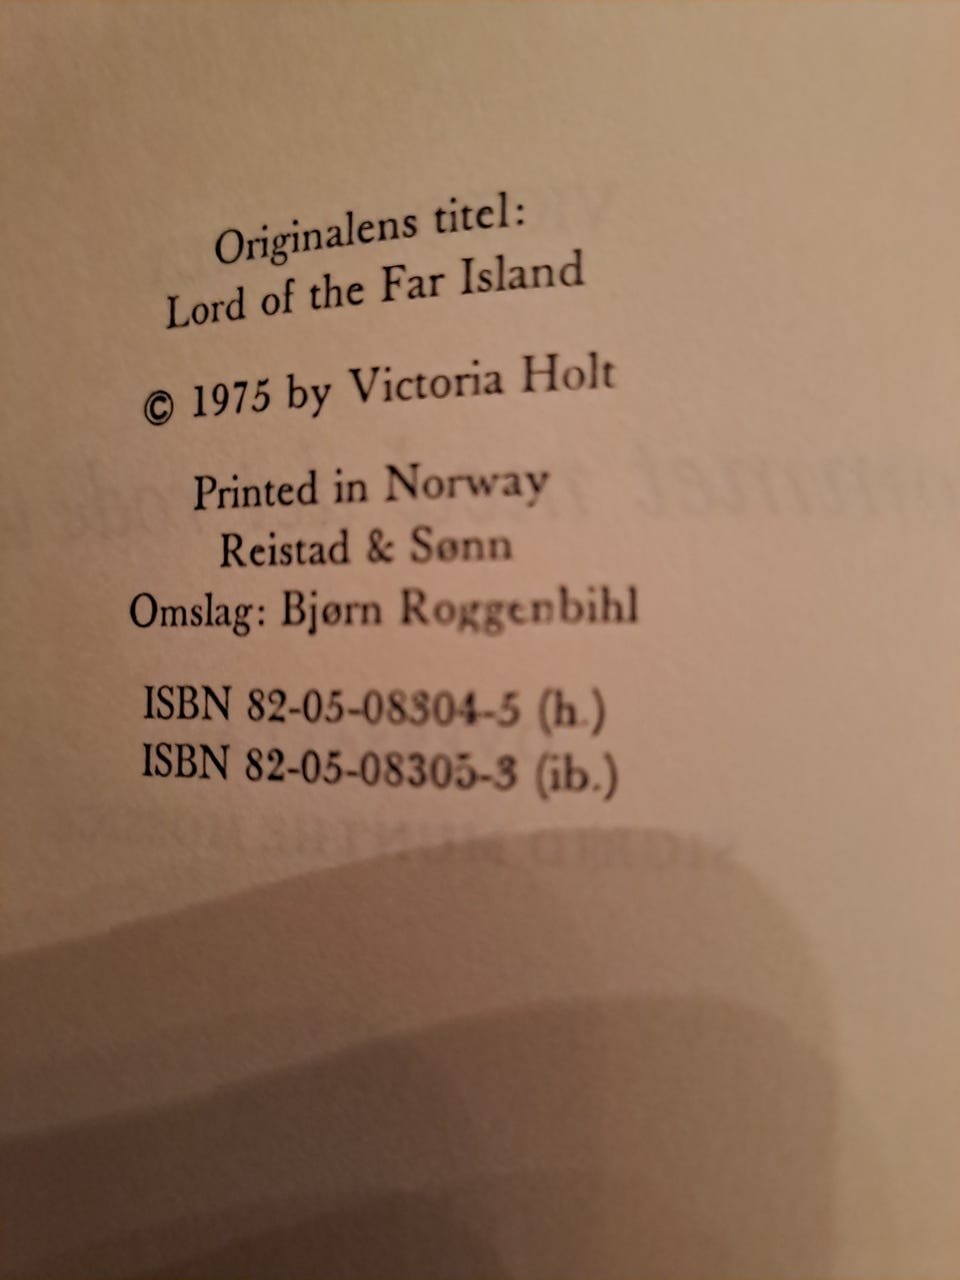 Originalens titel:
Lord of the Far Island
© 1975 by Victoria Holt
Printed in Norway
Reistad & Sønn
Omslag: Bjørn Roggenbihl
ISBN 82-05-08304-5 (h.)
ISBN 82-05-08305-3 (ib.)